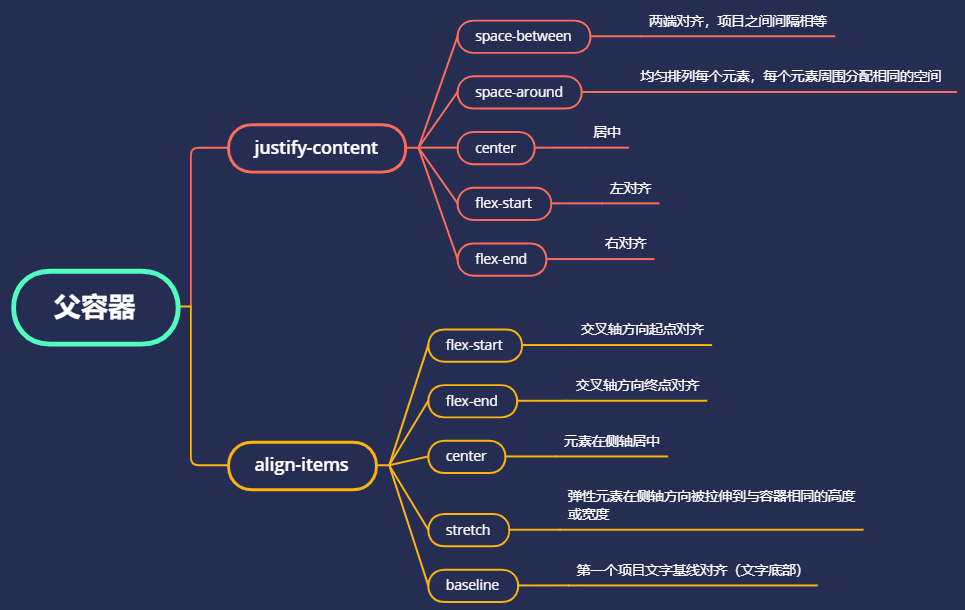 父容器
justify-content
space-between
两端对齐，项目之间间隔相等
space-around
均匀排列每个元素，每个元素周围分配相同的空间
center
居中
flex-start
左对齐
flex-end
右对齐
align-items
flex-start
交叉轴方向起点对齐
flex-end
交叉轴方向终点对齐
center
元素在侧轴居中
stretch
弹性元素在侧轴方向被拉伸到与容器相同的高度
或宽度
baseline
第一个项目文字基线对齐（文字底部）